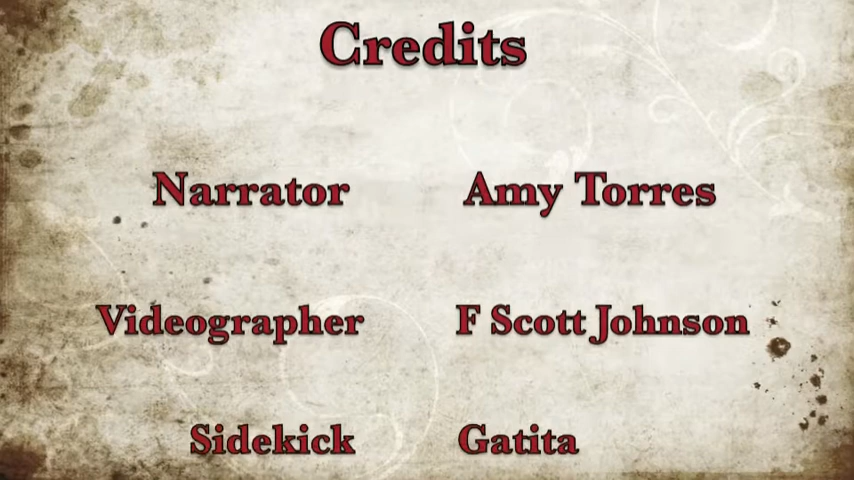 Credits
Narrator Amy Torres
Videographer F Scott Johnson
Sidekick Gatita